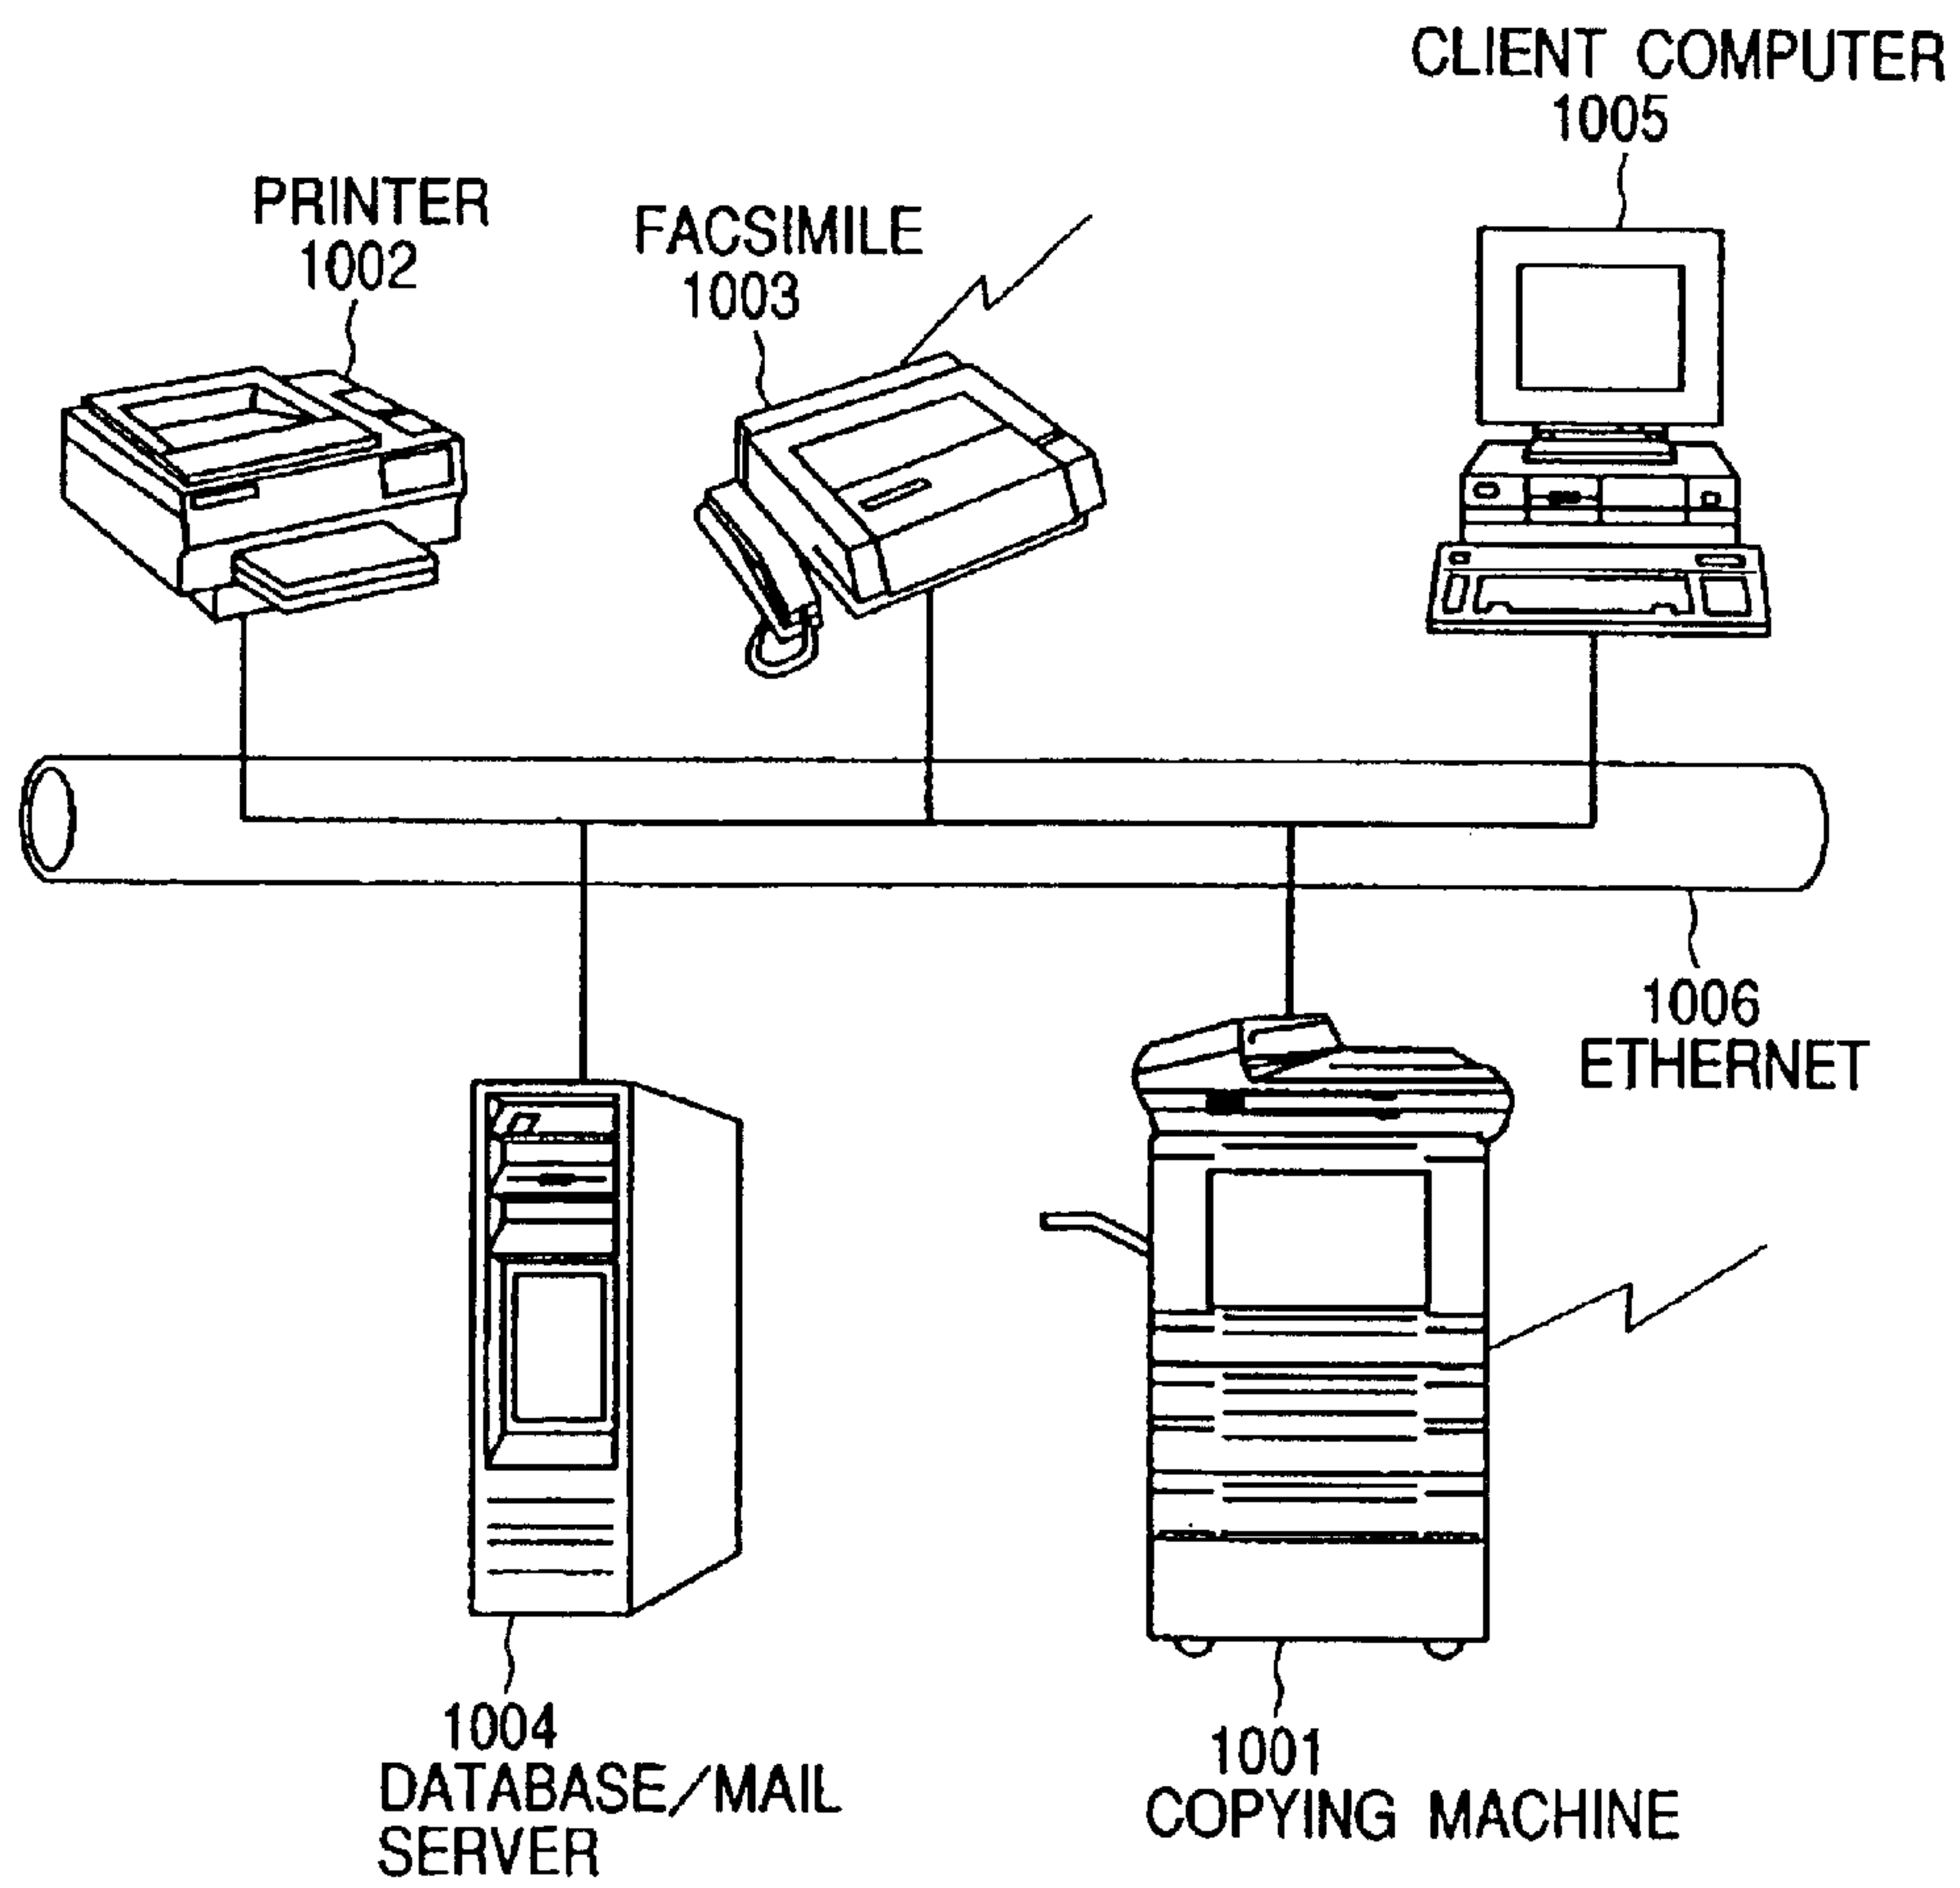 CLIENT COMPUTER
1005
PRINTER
1002
FACSIMILE
1003
1006
ETHERNET
1004
DATABASE/MAIL
SERVER
1001
COPYING MACHINE